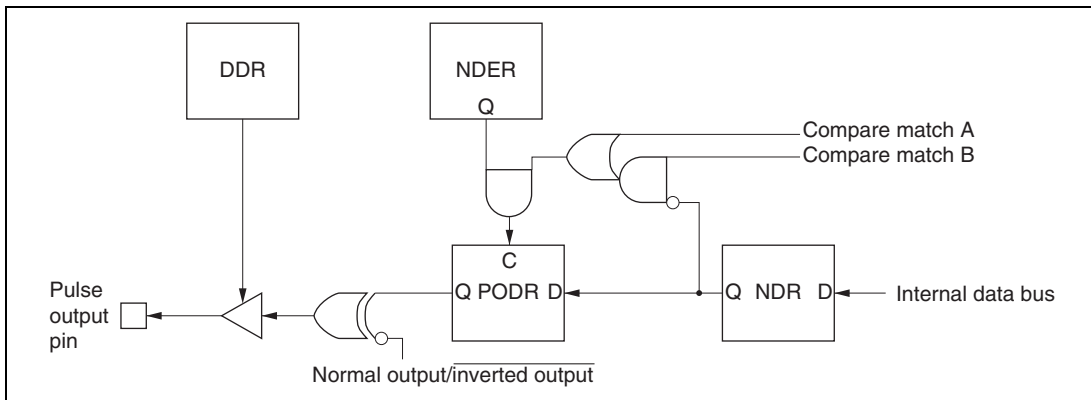 DDR
NDER
Q
Compare match A
Compare match B
C
Q PODR D
Q NDR D
Internal data bus
Pulse
output
pin
Normal output/inverted output